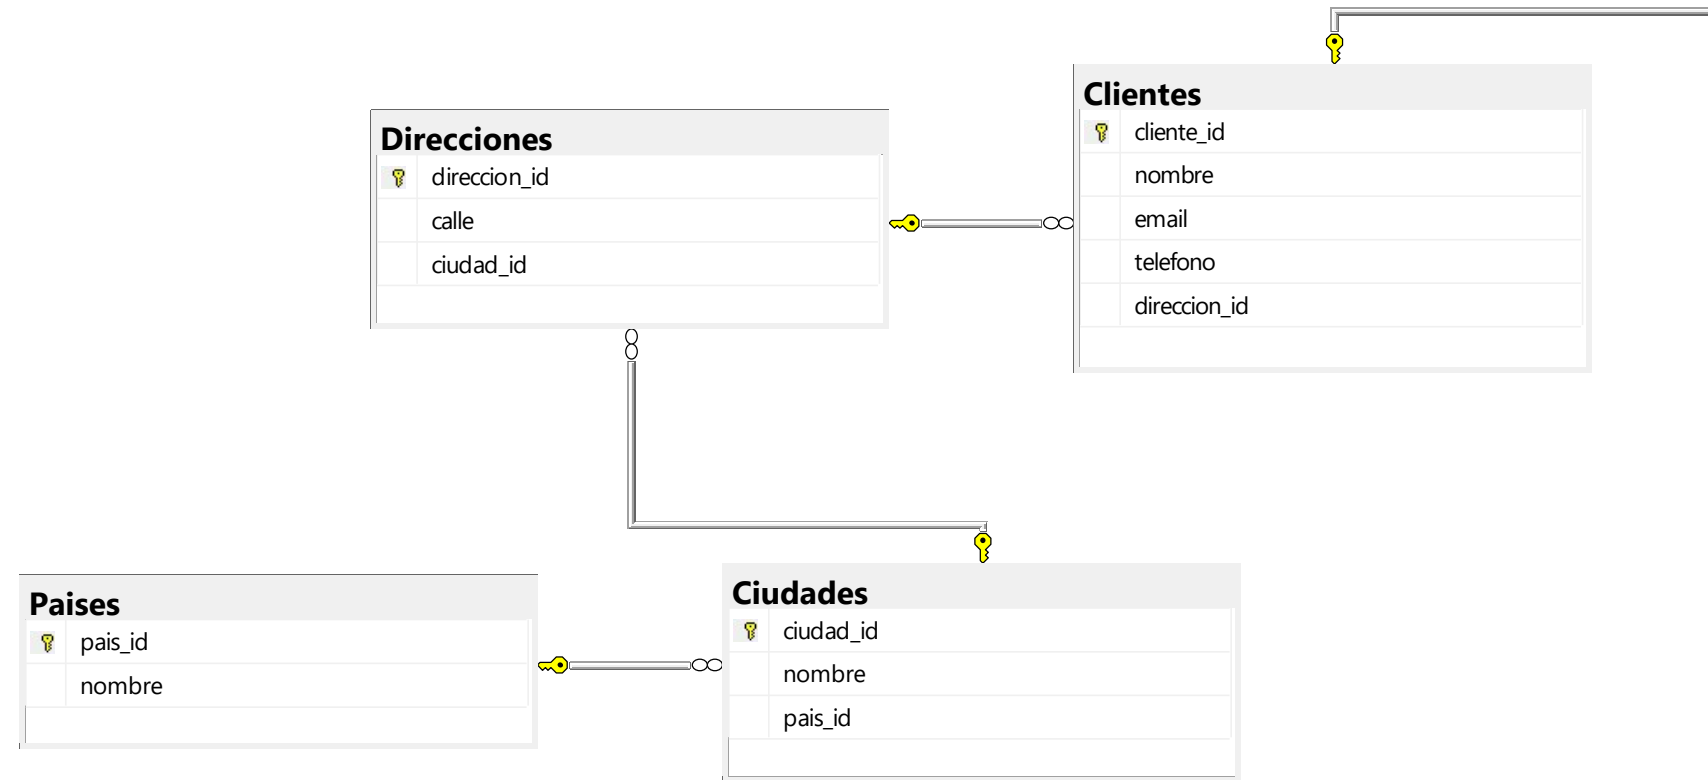 Clientes
cliente_id
nombre
email
telefono
direccion_id
Direcciones
direccion_id
calle
ciudad_id
Paises
pais_id
nombre
Ciudades
ciudad_id
nombre
pais_id